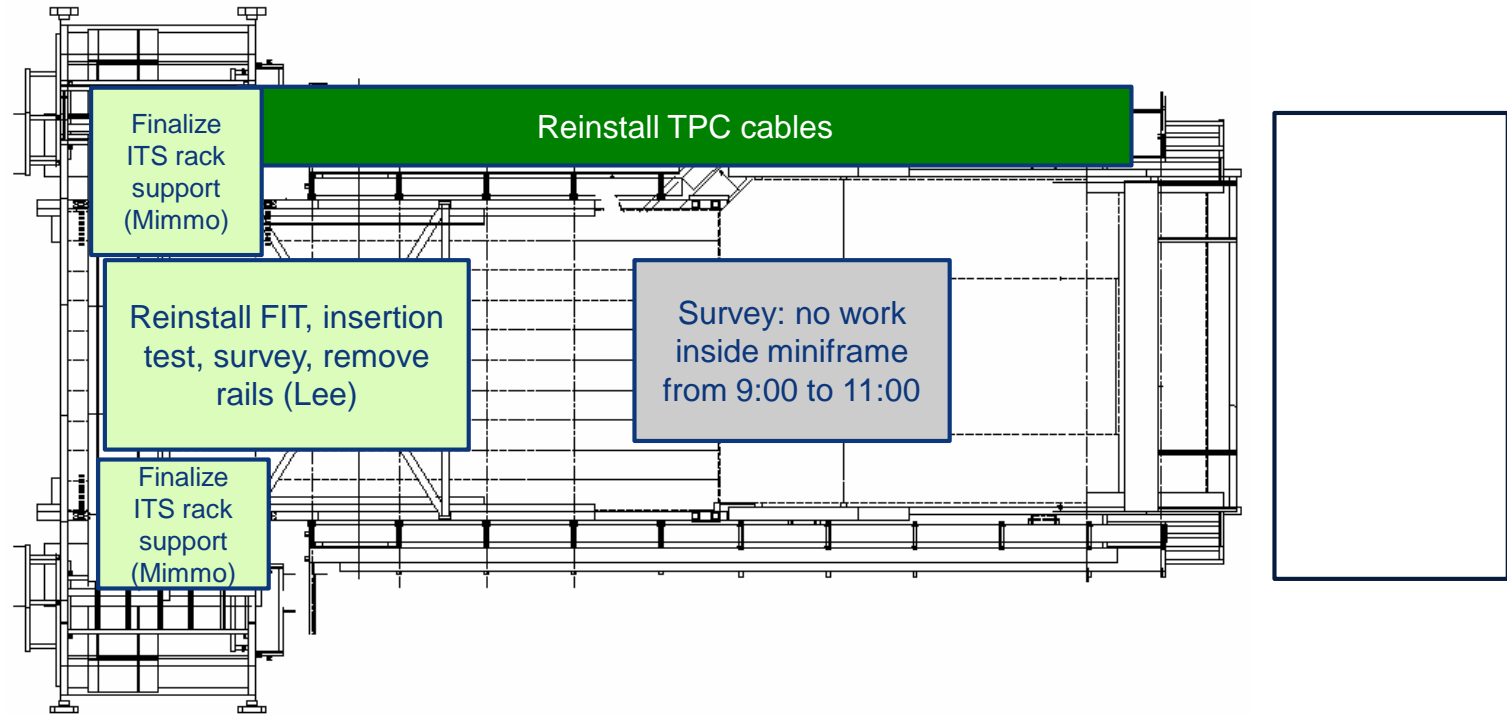 Finalize
ITS rack
support
(Mimmo)
Reinstall TPC cables
Reinstall FIT, insertion
test, survey, remove
rails (Lee)
Survey: no work
inside miniframe
from 9:00 to 11:00
Finalize
ITS rack
support
(Mimmo)